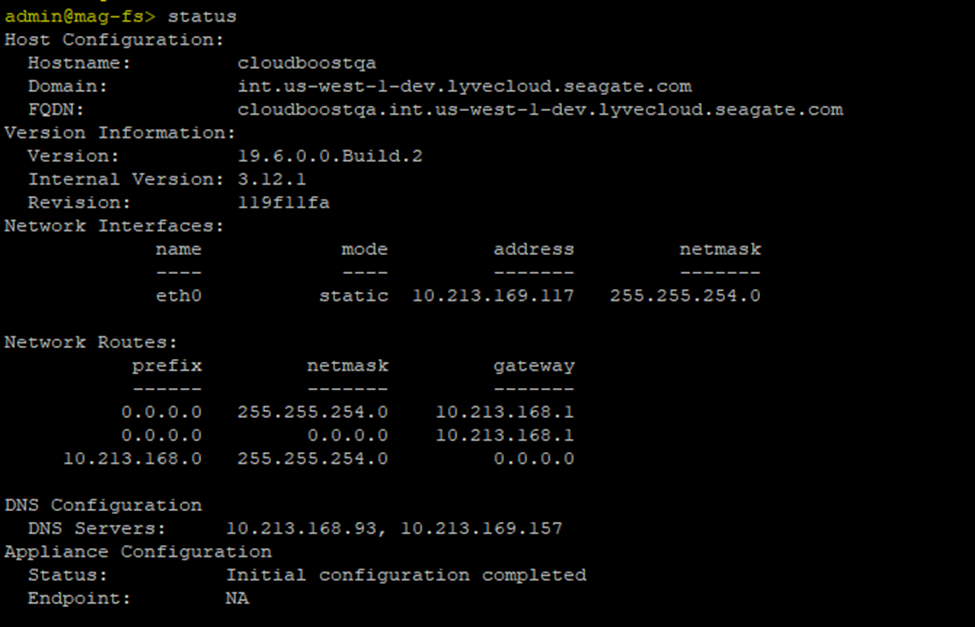 admin@mag-fs> status
Host Configuration:
Hostname: cloudboostqa
Domain: int.us-west-1-dev.lyvecloud.seagate.com
FQDN: cloudboostqa.int.us-west-1-dev.lyvecloud.seagate.com
Version Information:
Version: 19.6.0.0.Build.2
Internal Version: 3.12.1
Revision: 119f11fa
Network Interfaces:
name mode address netmask
---- ---- ------- -------
eth0 static 10.213.169.117 255.255.254.0
Network Routes:
prefix netmask gateway
------ ------- -------
0.0.0.0 255.255.254.0 10.213.168.1
0.0.0.0 0.0.0.0 10.213.168.1
10.213.168.0 255.255.254.0 0.0.0.0
DNS Configuration
DNS Servers: 10.213.168.93, 10.213.169.157
Appliance Configuration
Status: Initial configuration completed
Endpoint: NA